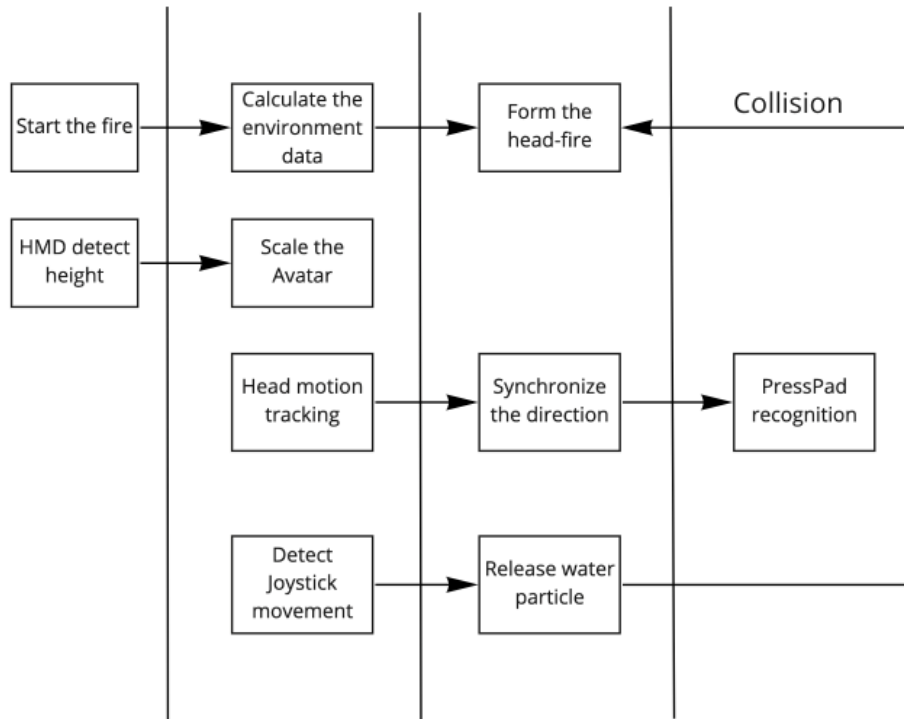 Start the fire
Calculate the
environment
data
Form the
head-fire
Collision
HMD detect
height
Scale the
Avatar
Head motion
tracking
Synchronize
the direction
PressPad
recognition
Detect
Joystick
movement
Release water
particle